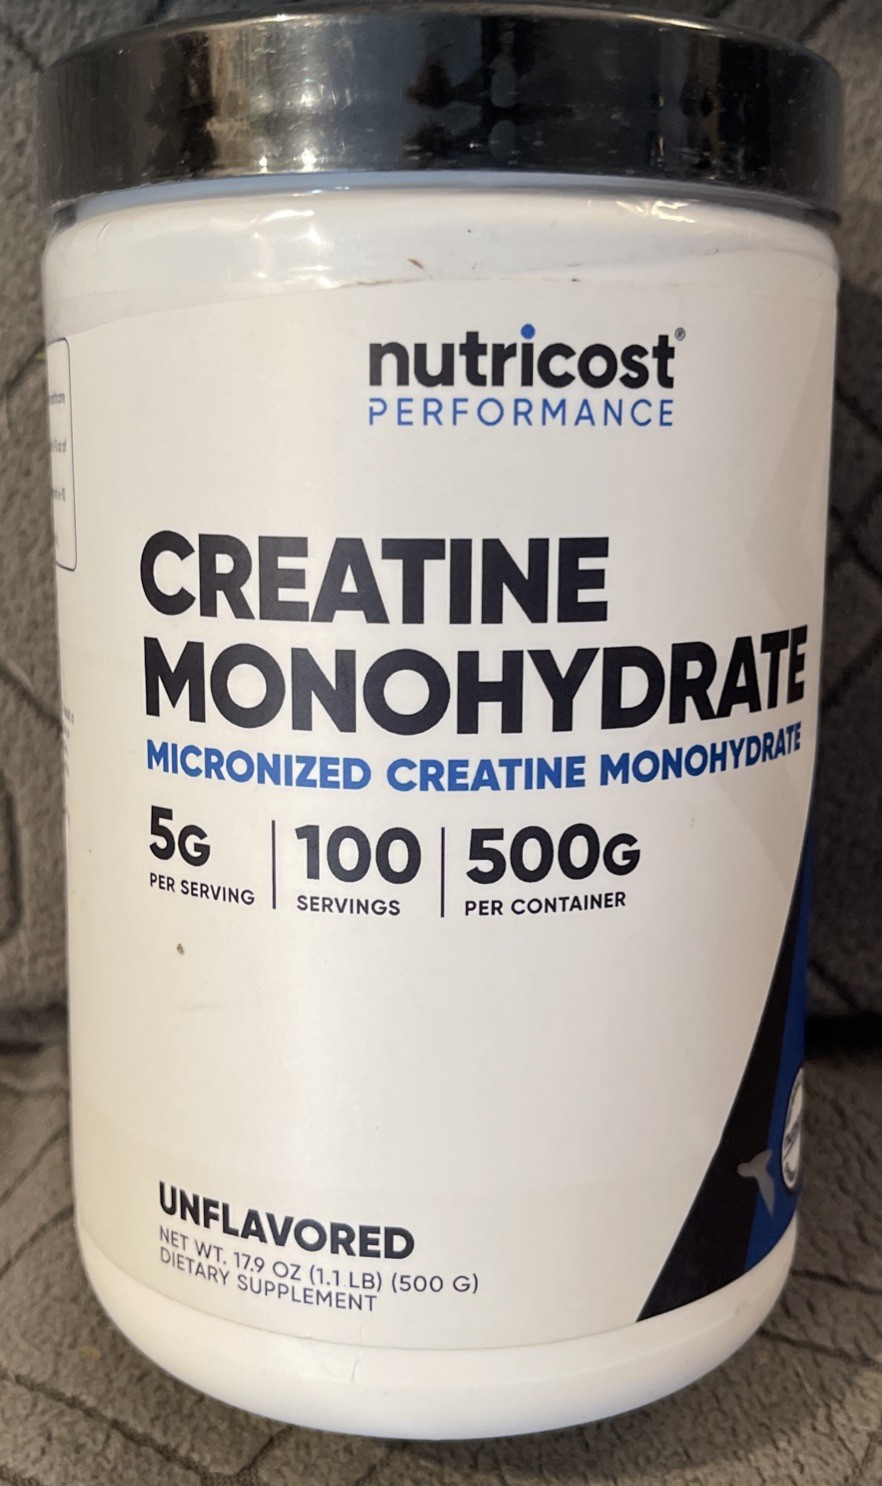 nutricost®
PERFORMANCE
CREATINE
MONOHYDRATE
MICRONIZED CREATINE MONOHYDRATE
5G
PER SERVING
100
SERVINGS
500G
PER CONTAINER
UNFLAVORED
NET WT. 17.9 OZ (1.1 LB) (500 G)
DIETARY SUPPLEMENT